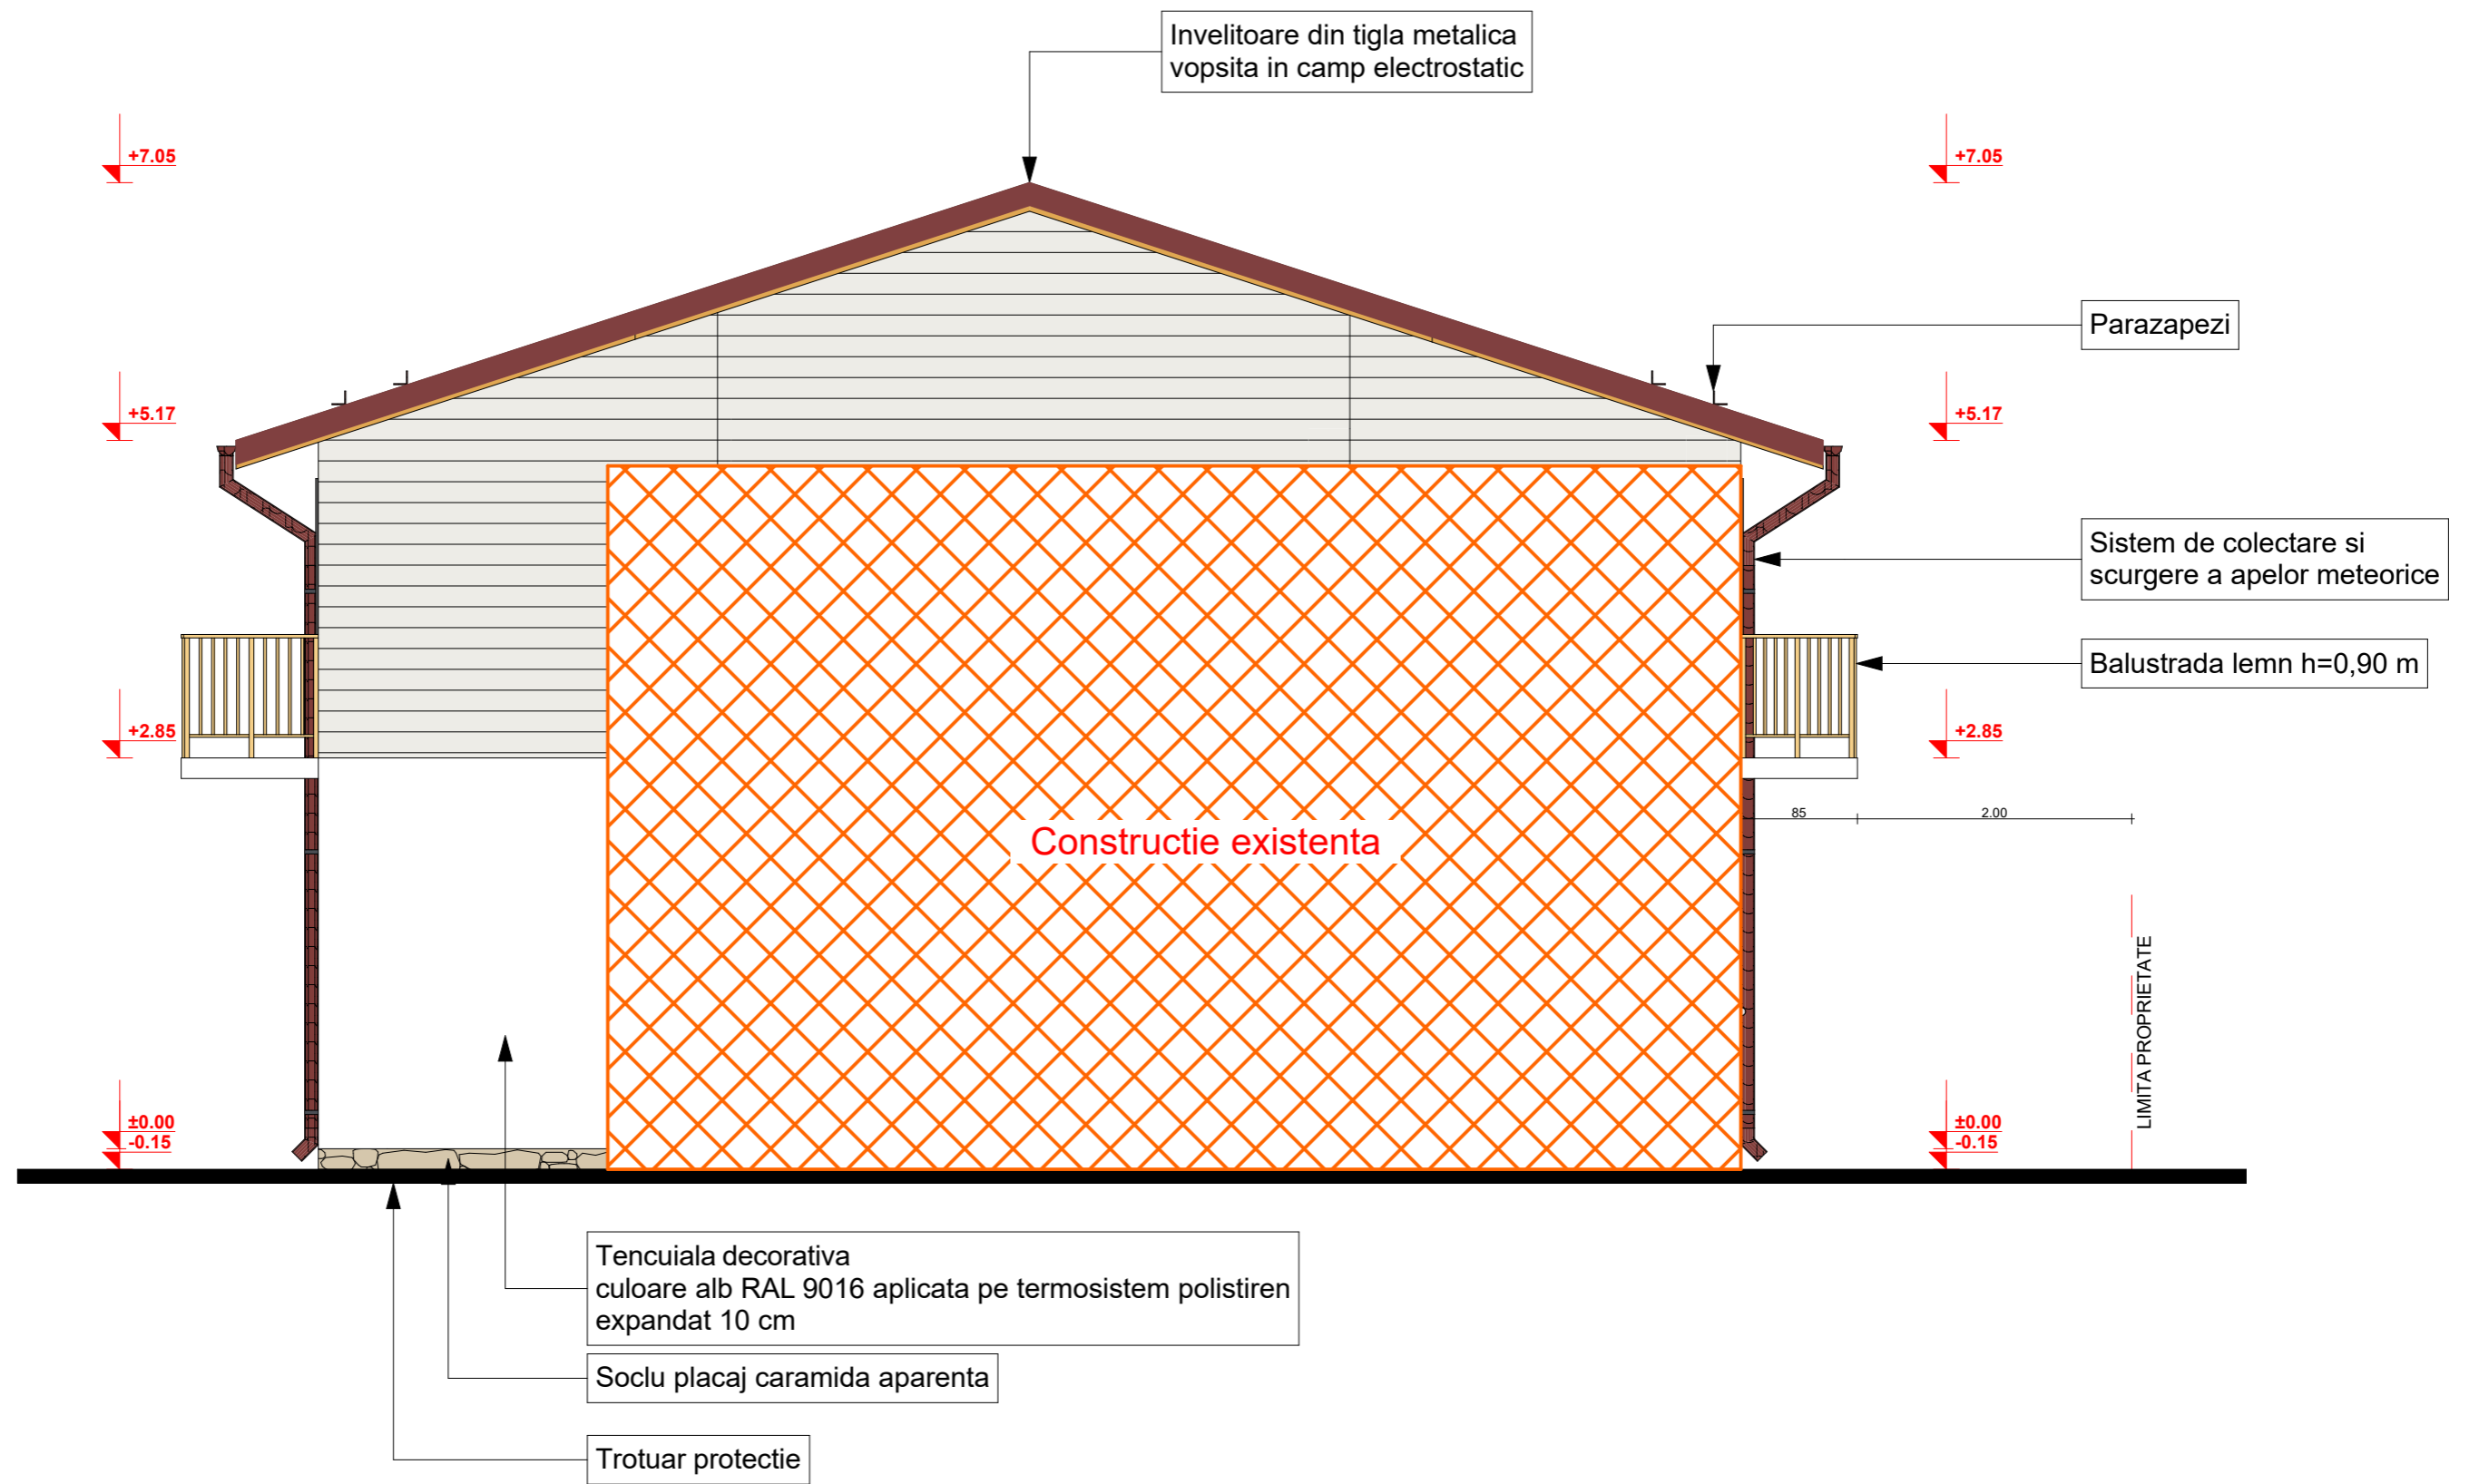 Invelitoare din tigla metalica
vopsita in camp electrostatic
+7.05
+7.05
Parazapezi
+5.17
+5.17
Sistem de colectare si
scurgere a apelor meteorice
Balustrada lemn h=0,90 m
+2.85
+2.85
85
2.00
Constructie existenta
LIMITA PROPRIETATE
±0.00
-0.15
±0.00
-0.15
Tencuiala decorativa
culoare alb RAL 9016 aplicata pe termosistem polistiren
expandat 10 cm
Soclu placaj caramida aparenta
Trotuar protectie